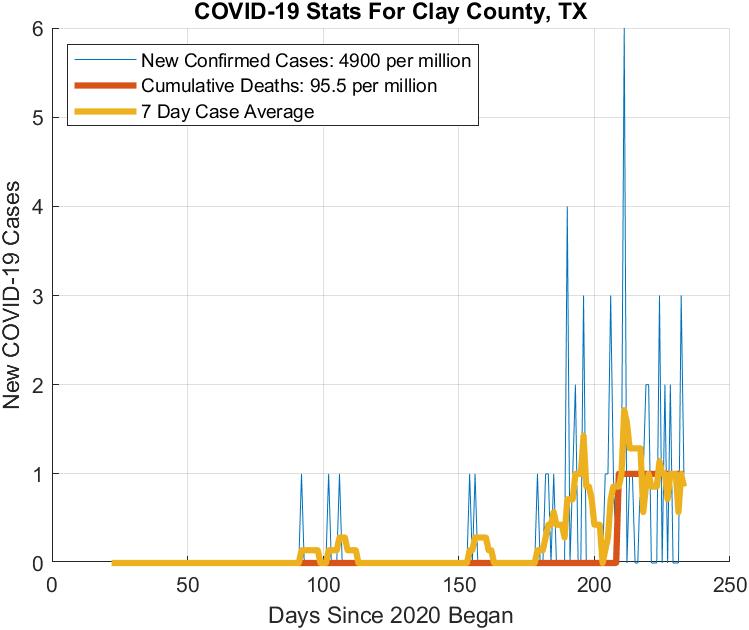 COVID-19 Stats For Clay County, TX
New Confirmed Cases: 4900 per million
Cumulative Deaths: 95.5 per million
7 Day Case Average
New COVID-19 Cases
6
5
4
3
2
1
0
0 50 100 150 200 250
Days Since 2020 Began